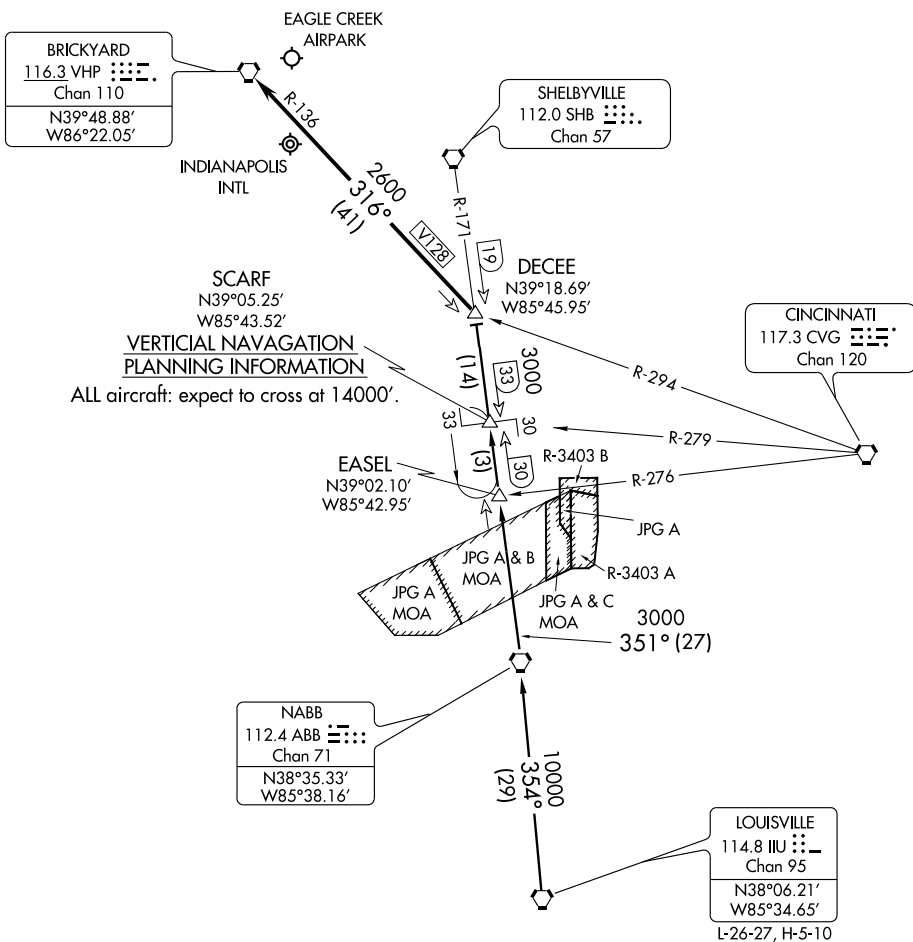 EAGLE CREEK
AIRPARK
BRICKYARD
116.3 VHP
Chan 110
N39°48.88'
W86°22.05'
R-136
INDIANAPOLIS
INTL
SHELBYVILLE
112.0 SHB
Chan 57
R-171
2600
316°
(41)
V128
19
DECEE
N39°18.69'
W85°45.95'
SCARF
N39°05.25'
W85°43.52'
VERTICIAL NAVAGATION
PLANNING INFORMATION
ALL aircraft: expect to cross at 14000'.
CINCINNATI
117.3 CVG
Chan 120
R-294
R-279
R-276
3000
(14)
33
33
30
(3)
30
EASEL
N39°02.10'
W85°42.95'
R-3403 B
JPG A
R-3403 A
JPG A & B
MOA
JPG A
MOA
JPG A & C
MOA
3000
351° (27)
NABB
112.4 ABB
Chan 71
N38°35.33'
W85°38.16'
10000
354°
(29)
LOUISVILLE
114.8 IIU
Chan 95
N38°06.21'
W85°34.65'
L-26-27, H-5-10